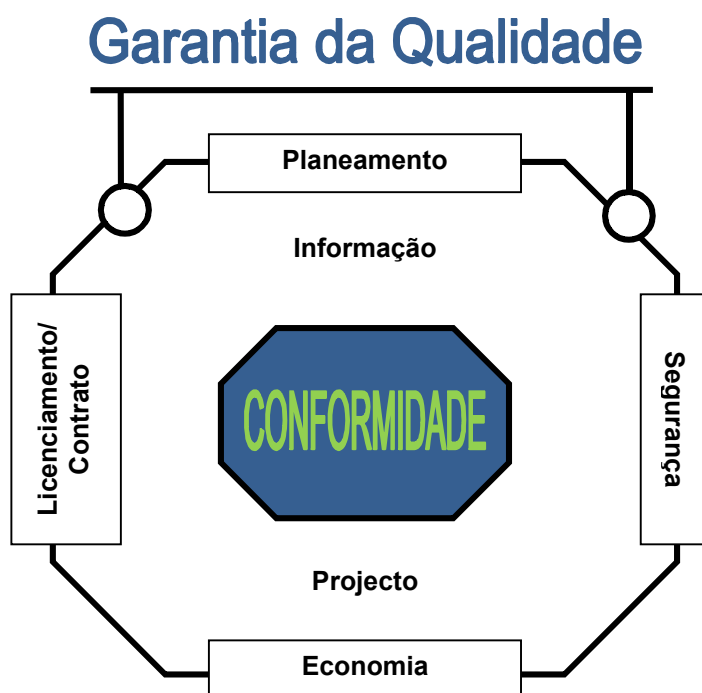 Garantia da Qualidade
Planeamento
Informação
Licenciamento/
Contrato
CONFORMIDADE
Segurança
Projecto
Economia